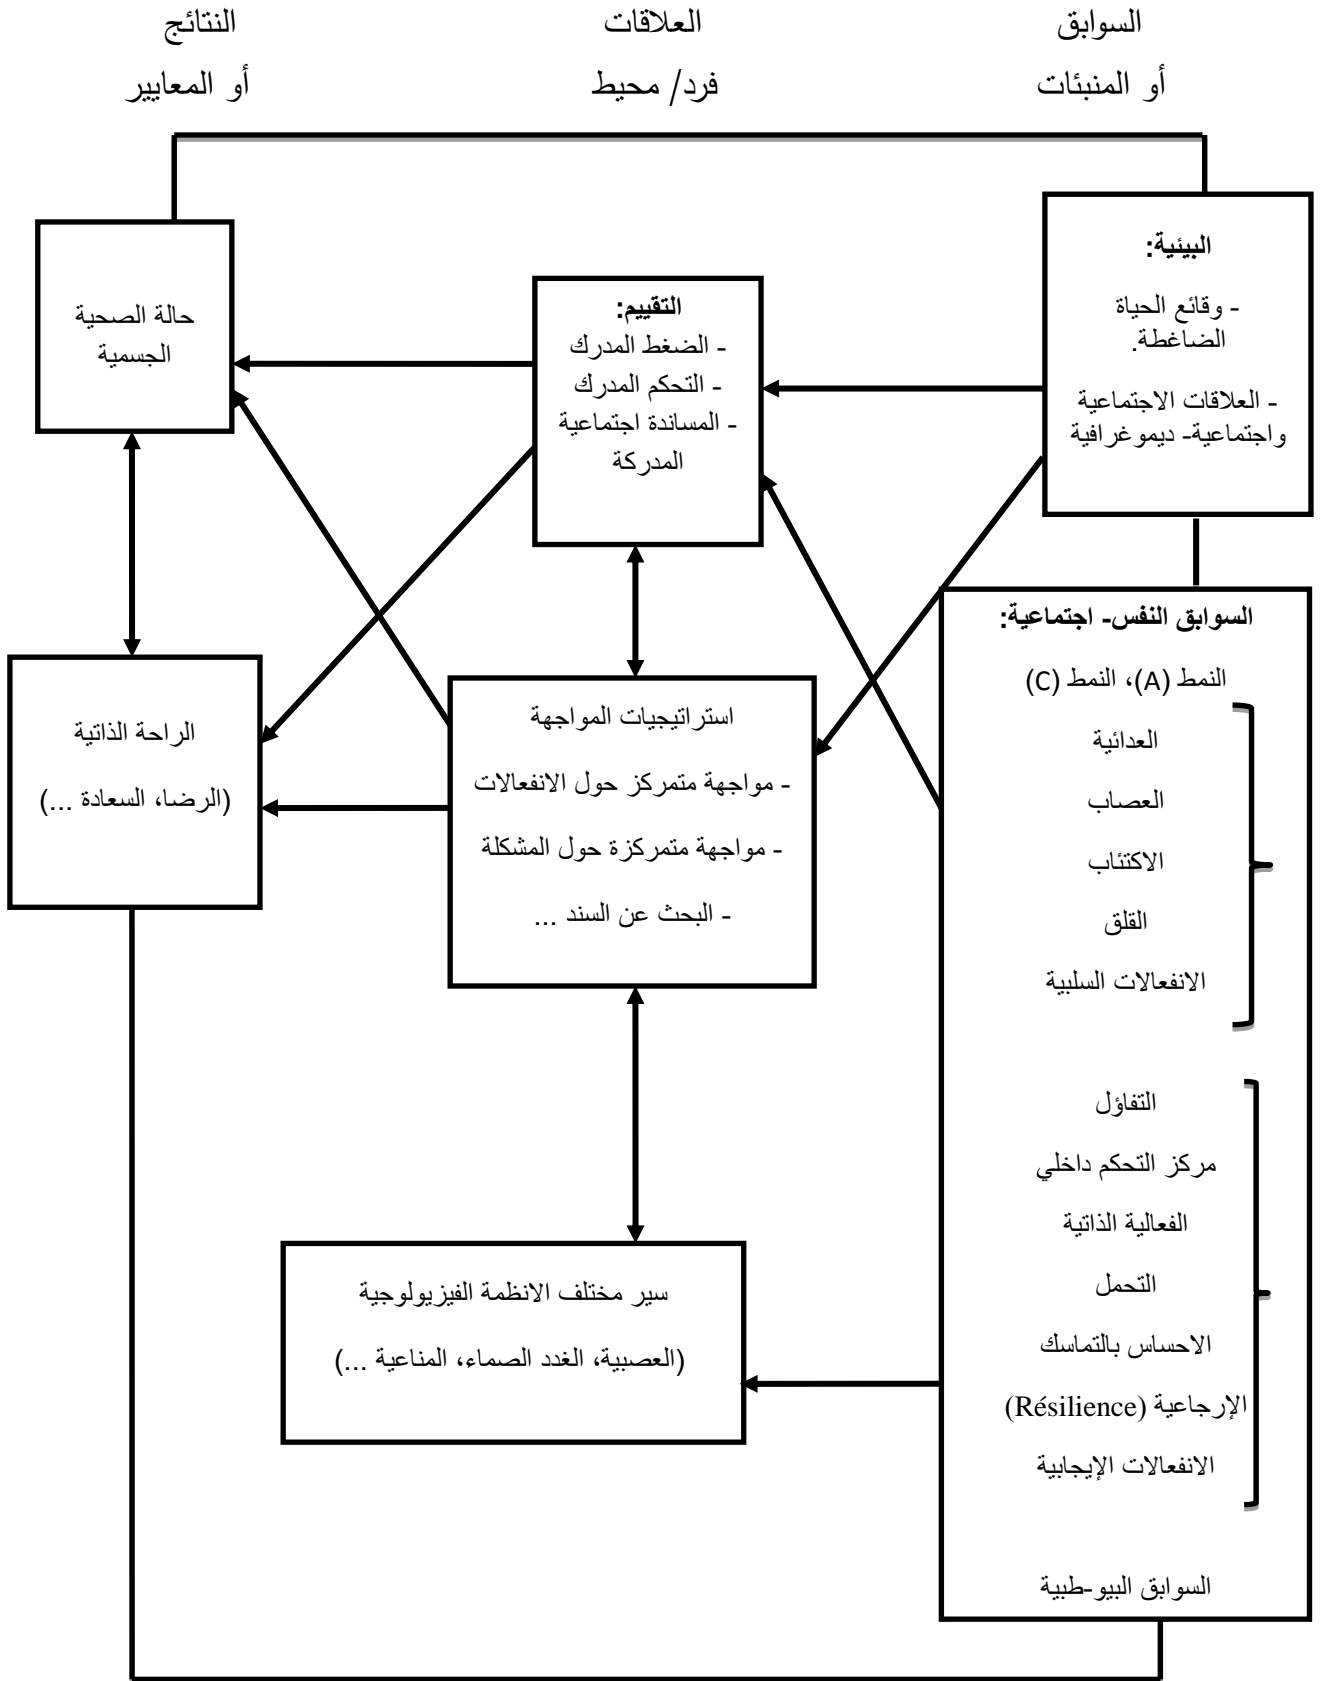 السوابق
أو المنبئات
العلاقات
فرد/ محيط
النتائج
أو المعايير
البيئية:
- وقائع الحياة
الضاغطة.
- العلاقات الاجتماعية
واجتماعية- ديموغرافية
السوابق النفس- اجتماعية:
النمط (A)، النمط (C)
العدائية
العصاب
الاكتئاب
القلق
الانفعالات السلبية
التفاؤل
مركز التحكم داخلي
الفعالية الذاتية
التحمل
الاحساس بالتماسك
الإرجاعية (Résilience)
الانفعالات الإيجابية
السوابق البيو-طبية
التقييم:
- الضغط المدرك
- التحكم المدرك
- المساندة اجتماعية
المدركة
استراتيجيات المواجهة
- مواجهة متمركز حول الانفعالات
- مواجهة متمركزة حول المشكلة
- البحث عن السند ...
سير مختلف الانظمة الفيزيولوجية
(العصبية، الغدد الصماء، المناعية ...)
حالة الصحية
الجسمية
الراحة الذاتية
(الرضا، السعادة ...)